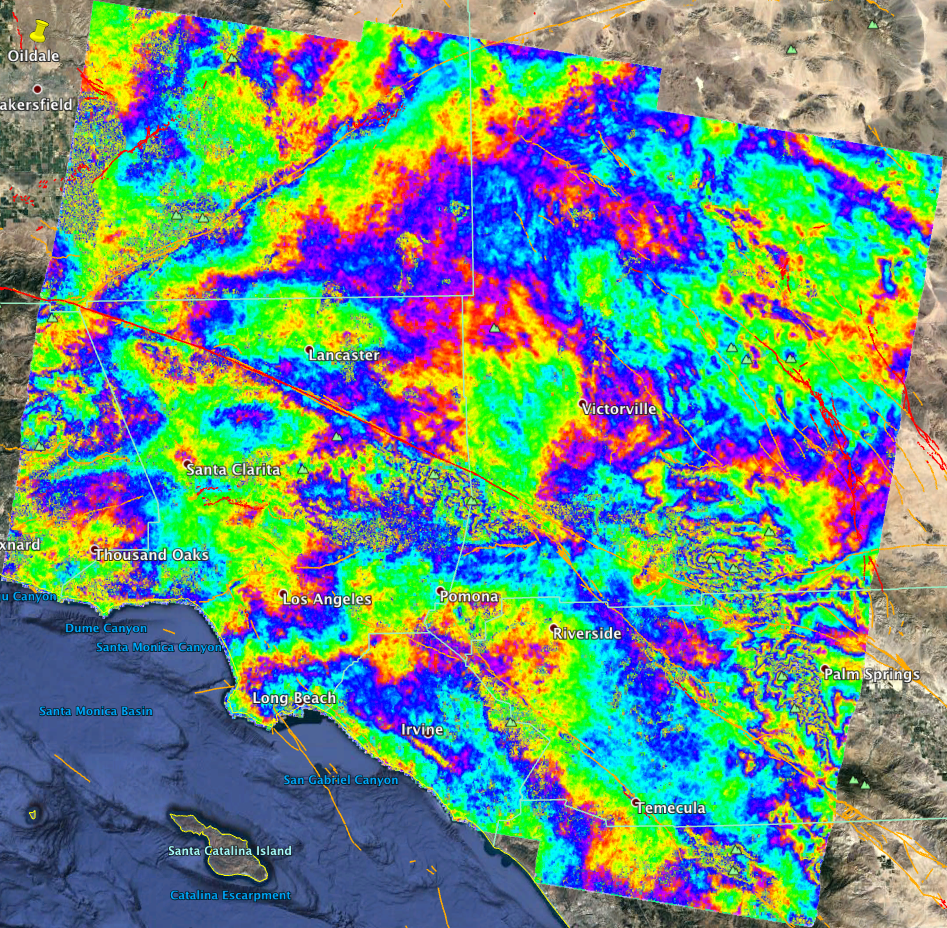 Oildale
akersfield
Lancaster
Victorville
Santa Clarita
xnard
Thousand Oaks
u Canyon
Los Angeles
Pomona
Dume Canyon
Riverside
Santa Monica Canyon
Palm Springs
Long Beach
Santa Monica Basin
Irvine
San Gabriel Canyon
Temecula
Santa Catalina Island
Catalina Escarpment